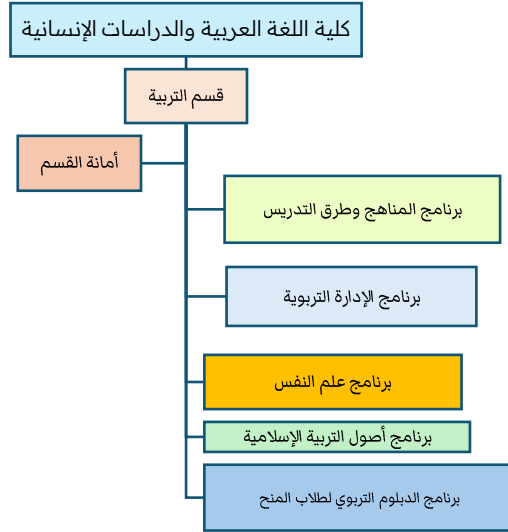 كلية اللغة العربية والدراسات الإنسانية
قسم التربية
أمانة القسم
برنامج المناهج وطرق التدريس
برنامج الإدارة التربوية
برنامج علم النفس
برنامج أصول التربية الإسلامية
برنامج الدبلوم التربوي لطلاب المنح